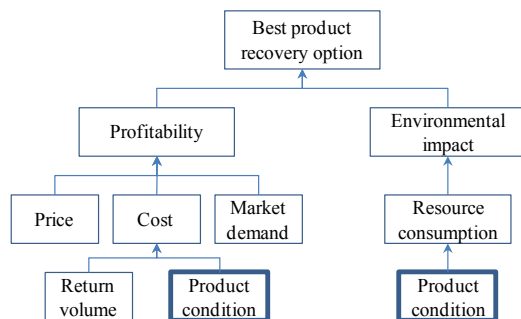 Best product
recovery option
Profitability
Environmental
impact
Price
Cost
Market
demand
Resource
consumption
Return
volume
Product
condition
Product
condition